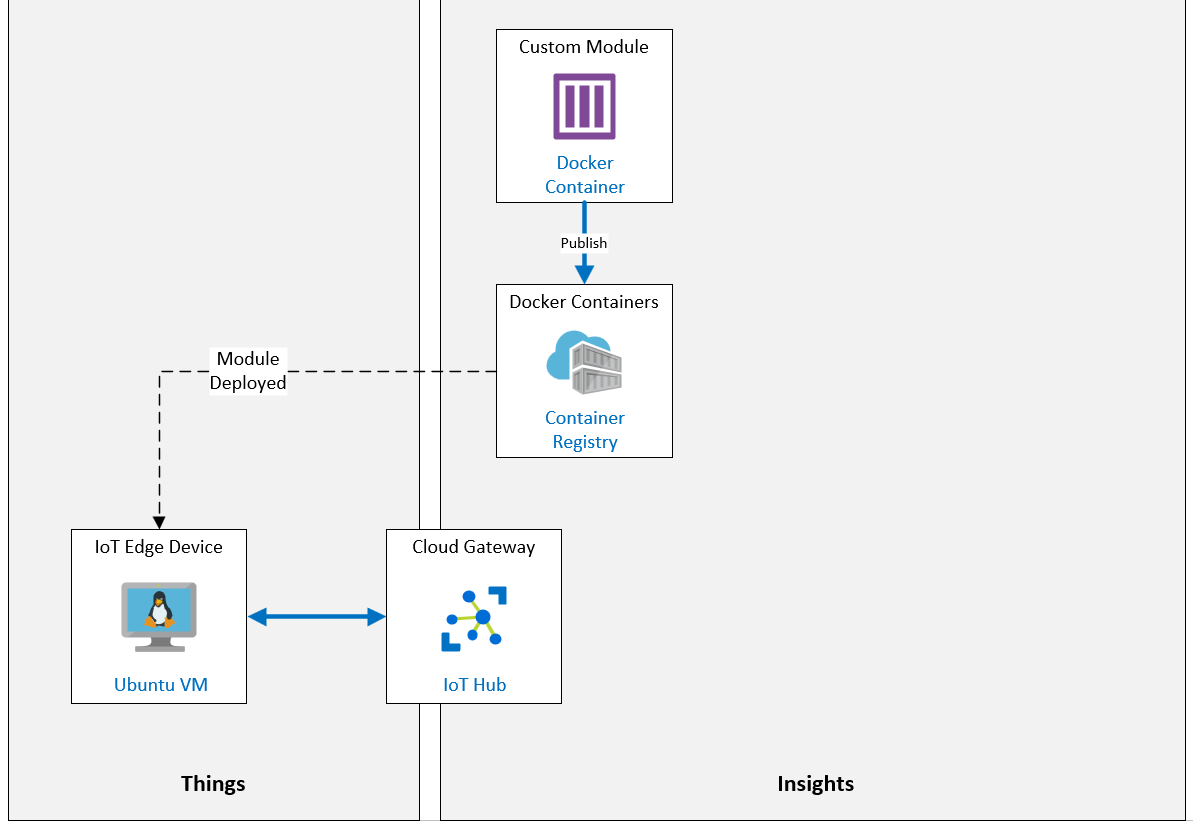 Custom Module
Docker
Container
Publish
Docker Containers
Container
Registry
Module
Deployed
IoT Edge Device
Ubuntu VM
Cloud Gateway
IoT Hub
Things
Insights